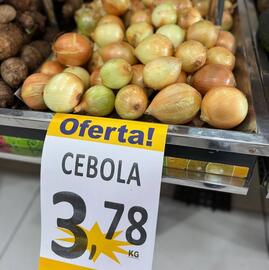 Oferta!
CEBOLA
3,78
KG